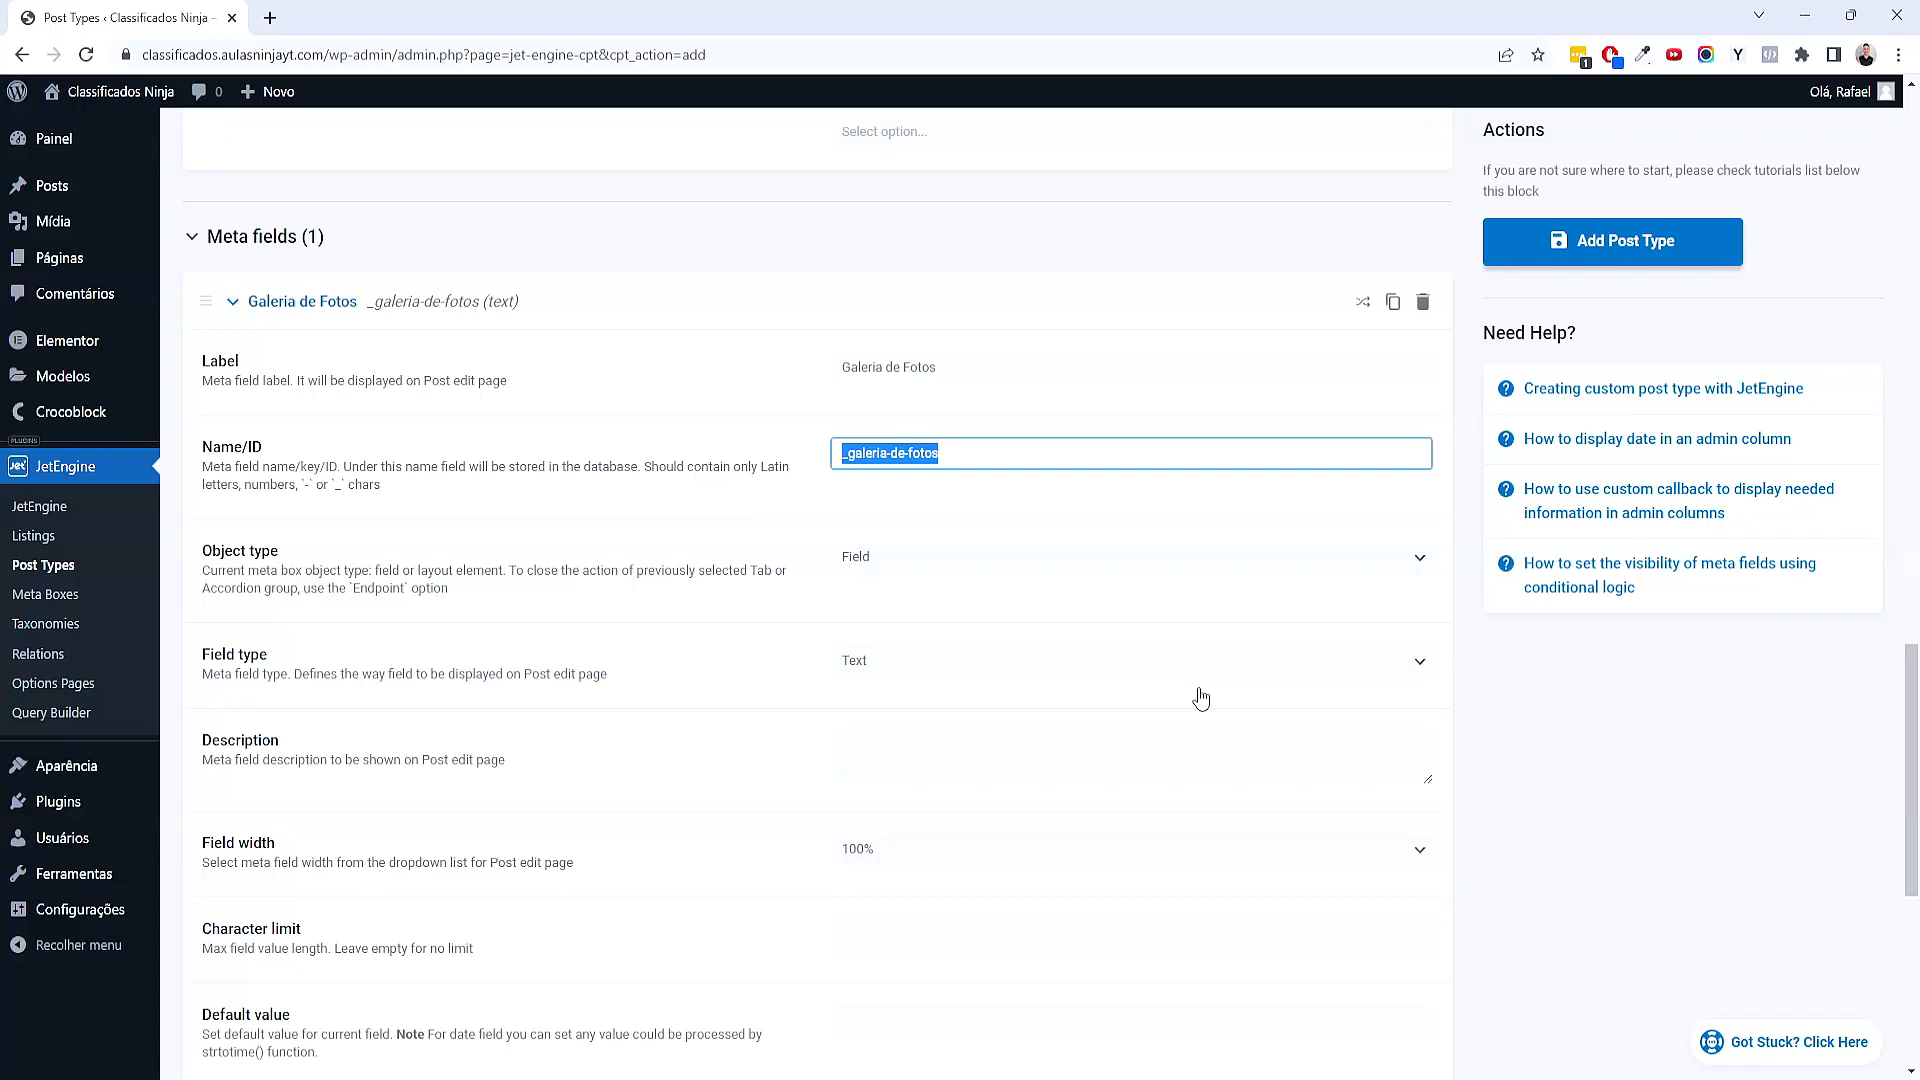 Post Types ‹ Classificados Ninja –
classificados.aulasninjayt.com/wp-admin/admin.php?page=jet-engine-cpt&cpt_action=add
1
Y
Classificados Ninja
0
Novo
Olá, Rafael
Painel
Posts
Mídia
Páginas
Comentários
Elementor
Modelos
Crocoblock
PLUGINS
Jet
JetEngine
JetEngine
Listings
Post Types
Meta Boxes
Taxonomies
Relations
Options Pages
Query Builder
Aparência
Plugins
Usuários
Ferramentas
Configurações
Recolher menu
Select option...
Meta fields (1)
Galeria de Fotos _galeria-de-fotos (text)
Label
Meta field label. It will be displayed on Post edit page
Galeria de Fotos
Name/ID
Meta field name/key/ID. Under this name field will be stored in the database. Should contain only Latin
letters, numbers, `-` or `_` chars
_galeria-de-fotos
Object type
Current meta box object type: field or layout element. To close the action of previously selected Tab or
Accordion group, use the `Endpoint` option
Field
Field type
Meta field type. Defines the way field to be displayed on Post edit page
Text
Description
Meta field description to be shown on Post edit page
Field width
Select meta field width from the dropdown list for Post edit page
100%
Character limit
Max field value length. Leave empty for no limit
Default value
Set default value for current field. Note For date field you can set any value could be processed by
strtotime() function.
Actions
If you are not sure where to start, please check tutorials list below
this block
Add Post Type
Need Help?
Creating custom post type with JetEngine
How to display date in an admin column
How to use custom callback to display needed
information in admin columns
How to set the visibility of meta fields using
conditional logic
Got Stuck? Click Here